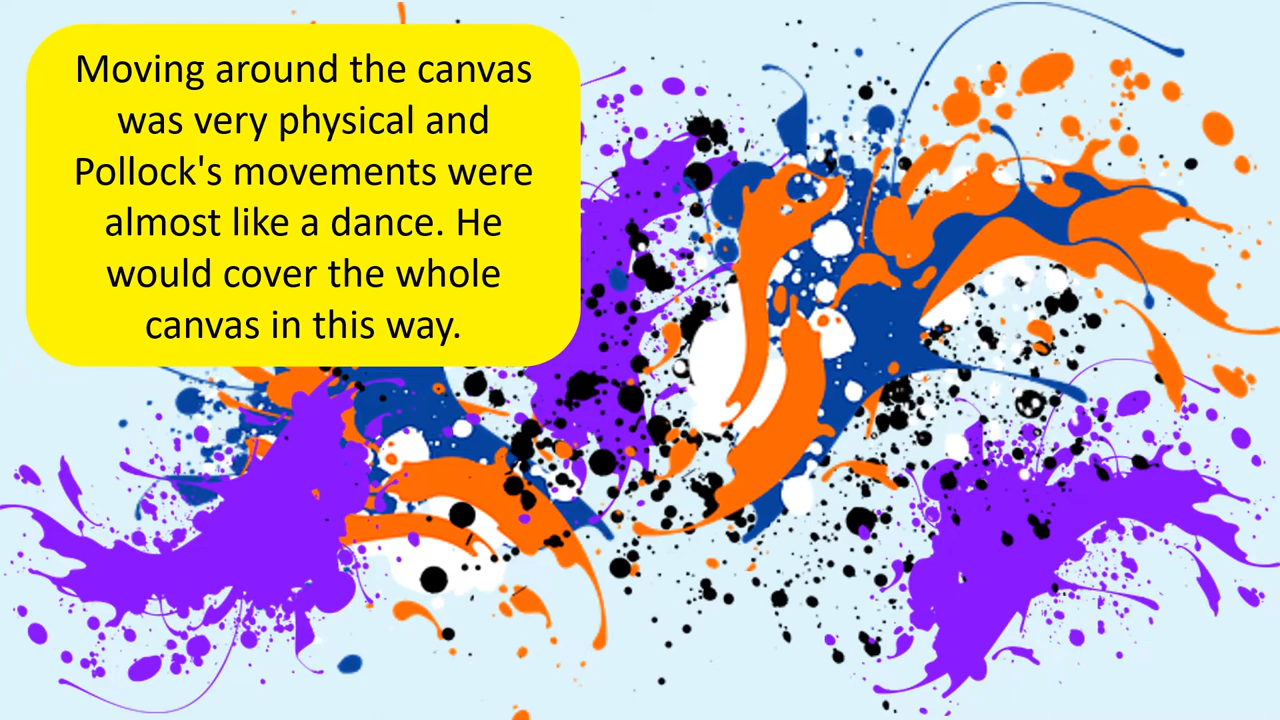 Moving around the canvas
was very physical and
Pollock's movements were
almost like a dance. He
would cover the whole
canvas in this way.